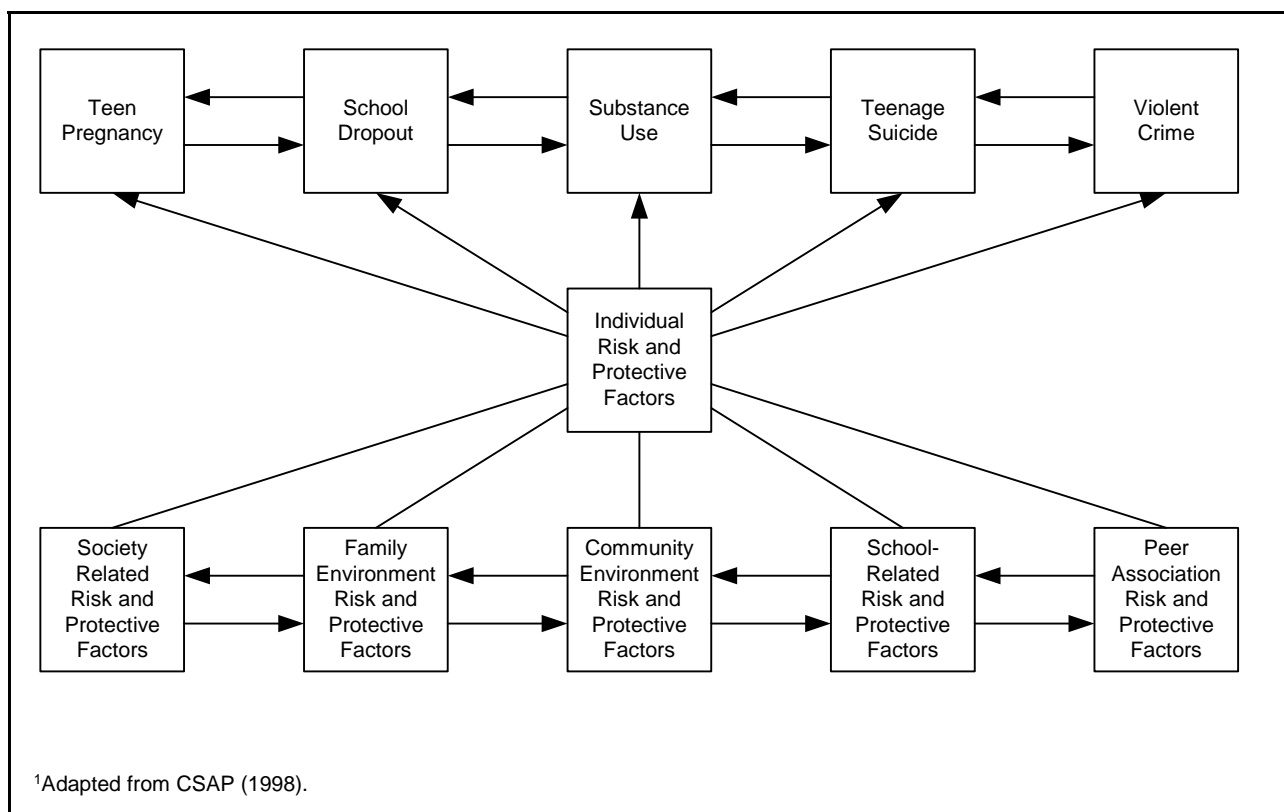 Teen
Pregnancy
School
Dropout
Substance
Use
Teenage
Suicide
Violent
Crime
Individual
Risk and
Protective
Factors
Society
Related
Risk and
Protective
Factors
Family
Environment
Risk and
Protective
Factors
Community
Environment
Risk and
Protective
Factors
School-
Related
Risk and
Protective
Factors
Peer
Association
Risk and
Protective
Factors
¹Adapted from CSAP (1998).